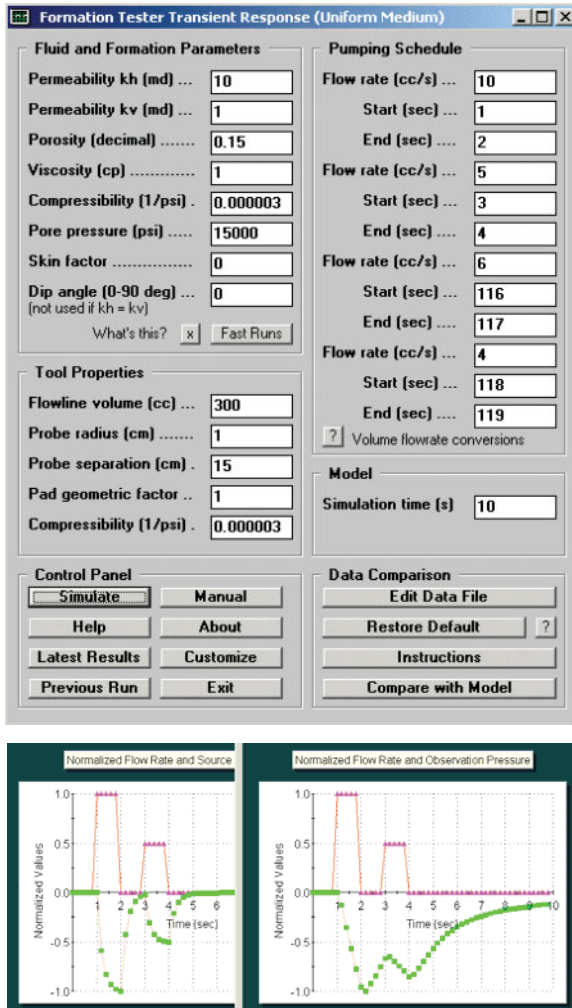 Formation Tester Transient Response (Uniform Medium)
Fluid and Formation Parameters
Permeability kh (md) ... 10
Permeability kv (md) ... 1
Porosity (decimal) ....... 0.15
Viscosity (cp) ............. 1
Compressibility (1/psi) . 0.000003
Pore pressure (psi) ..... 15000
Skin factor ................ 0
Dip angle (0-90 deg) ... 0
(not used if kh = kv)
What's this? x Fast Runs
Tool Properties
Flowline volume (cc) ... 300
Probe radius (cm) ....... 1
Probe separation (cm) . 15
Pad geometric factor .. 1
Compressibility (1/psi) . 0.000003
Control Panel
Simulate Manual
Help About
Latest Results Customize
Previous Run Exit
Pumping Schedule
Flow rate (cc/s) ... 10
Start (sec) ... 1
End (sec) ... 2
Flow rate (cc/s) ... 5
Start (sec) ... 3
End (sec) ... 4
Flow rate (cc/s) ... 6
Start (sec) ... 116
End (sec) ... 117
Flow rate (cc/s) ... 4
Start (sec) ... 118
End (sec) .... 119
? Volume flowrate conversions
Model
Simulation time (s) 10
Data Comparison
Edit Data File
Restore Default ?
Instructions
Compare with Model
Normalized Flow Rate and Source
1.0
0.5
0.0
-0.5
-1.0
Normalized Values
1 2 3 4 5 6
Time (sec)
Normalized Flow Rate and Observation Pressure
1.0
0.5
0.0
-0.5
-1.0
Normalized Values
1 2 3 4 5 6 7 8 9 10
Time (sec)